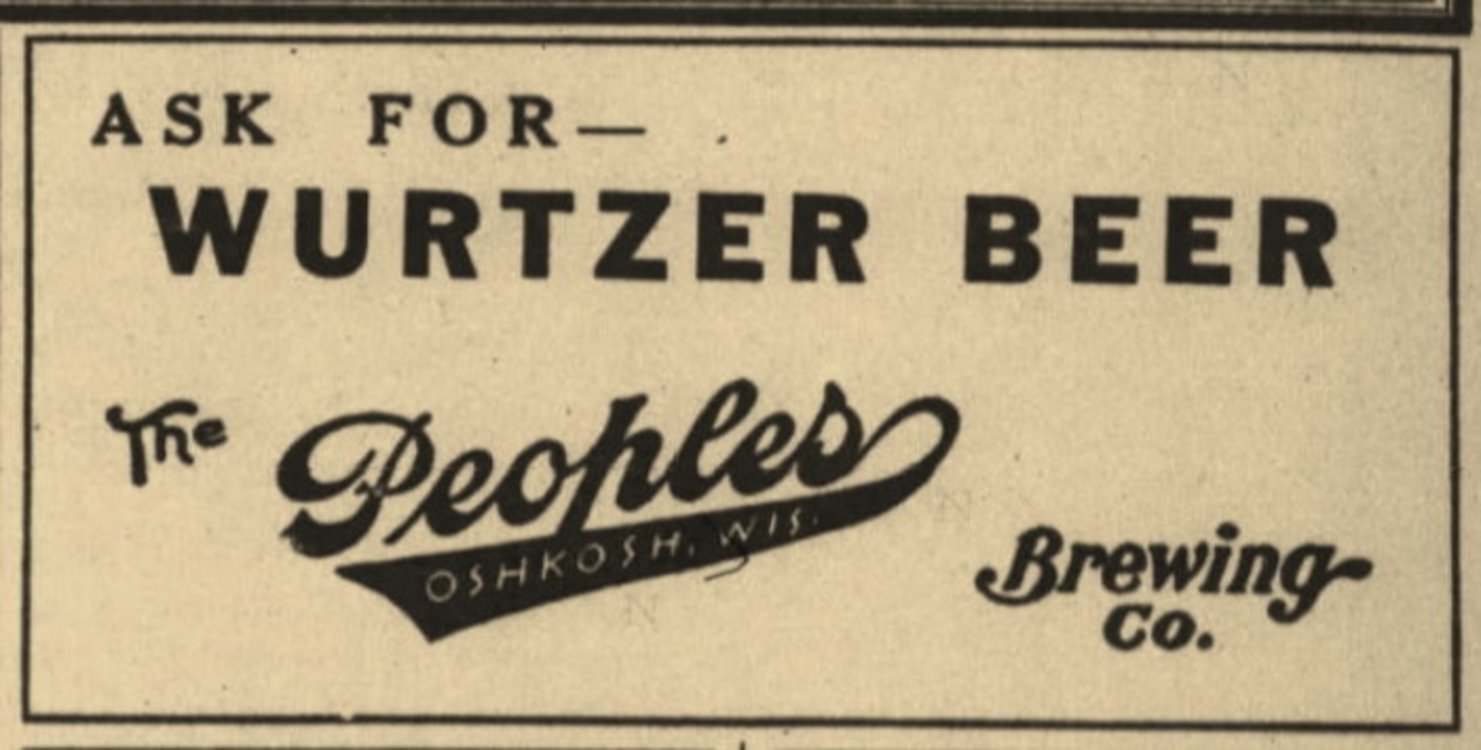 ASK FOR—
WURTZER BEER
The Peoples
OSHKOSH, WIS.
Brewing
Co.